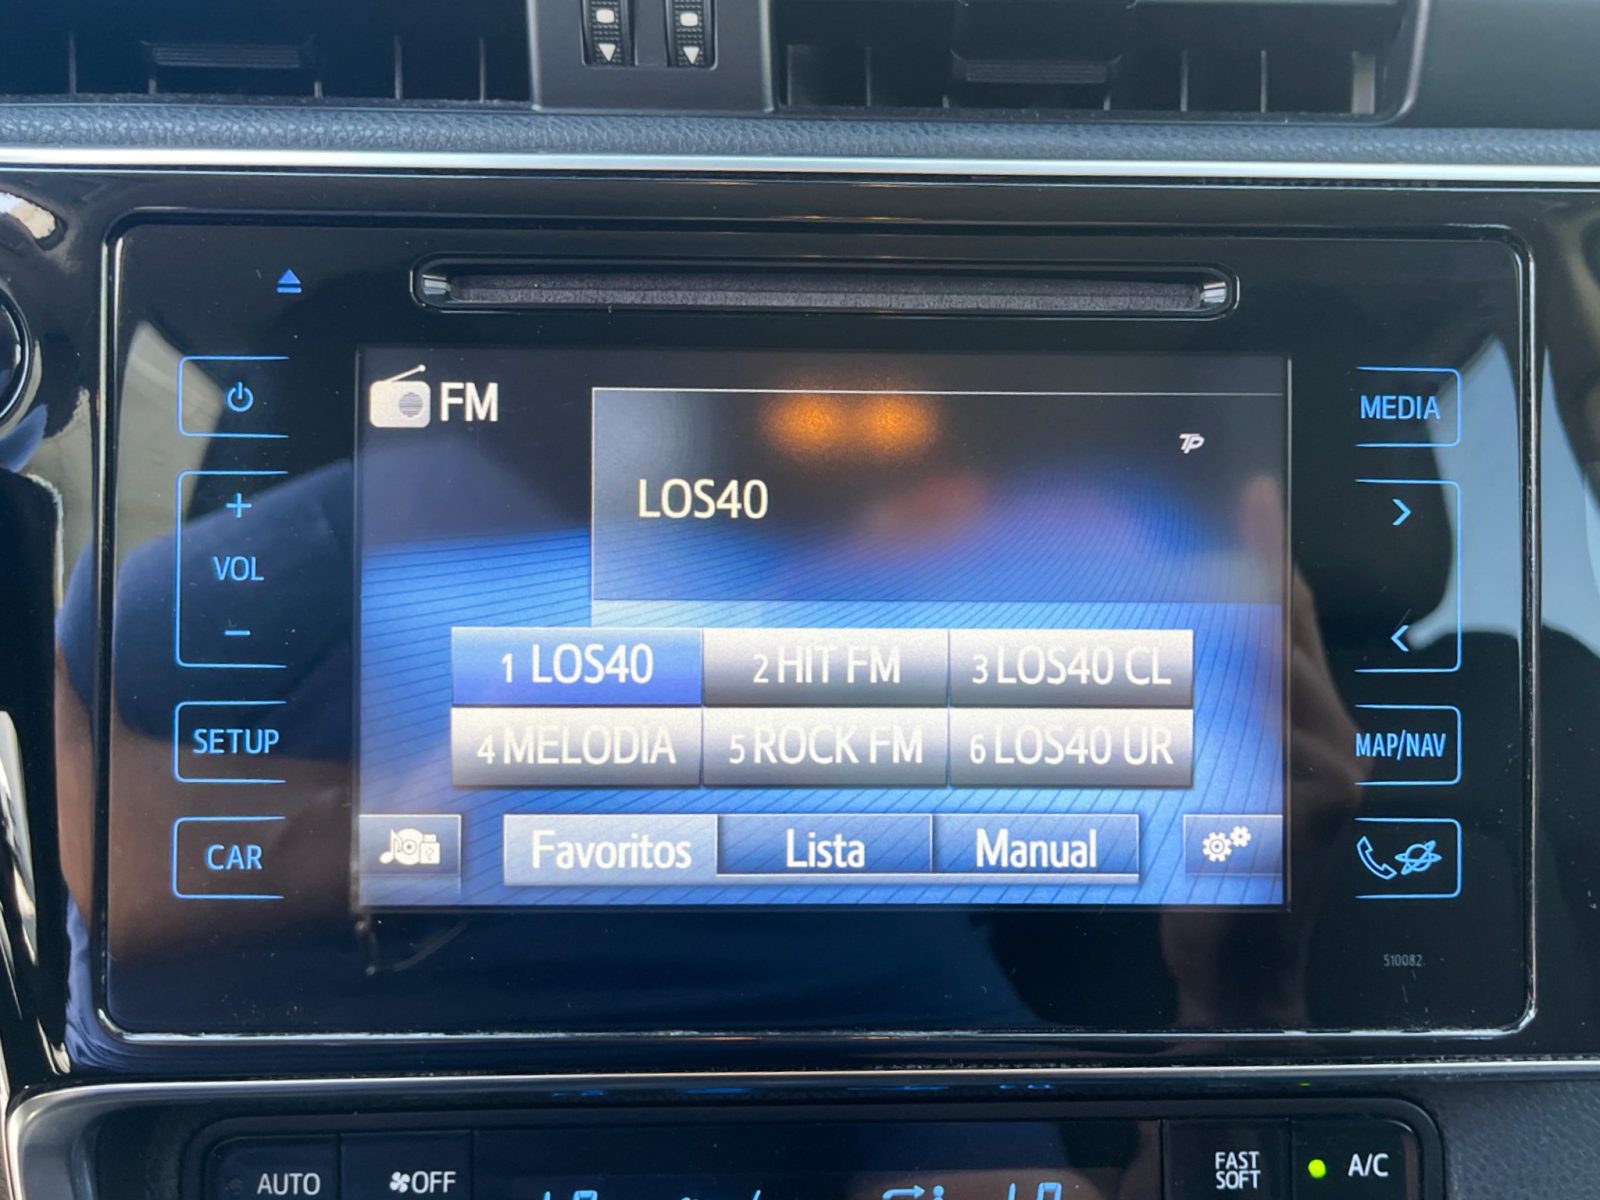 FM
TP
LOS40
1 LOS40
2 HIT FM
3 LOS40 CL
4 MELODIA
5 ROCK FM
6 LOS40 UR
Favoritos
Lista
Manual
+
VOL
−
SETUP
CAR
MEDIA
>
<
MAP/NAV
510082
AUTO
OFF
FAST
SOFT
A/C